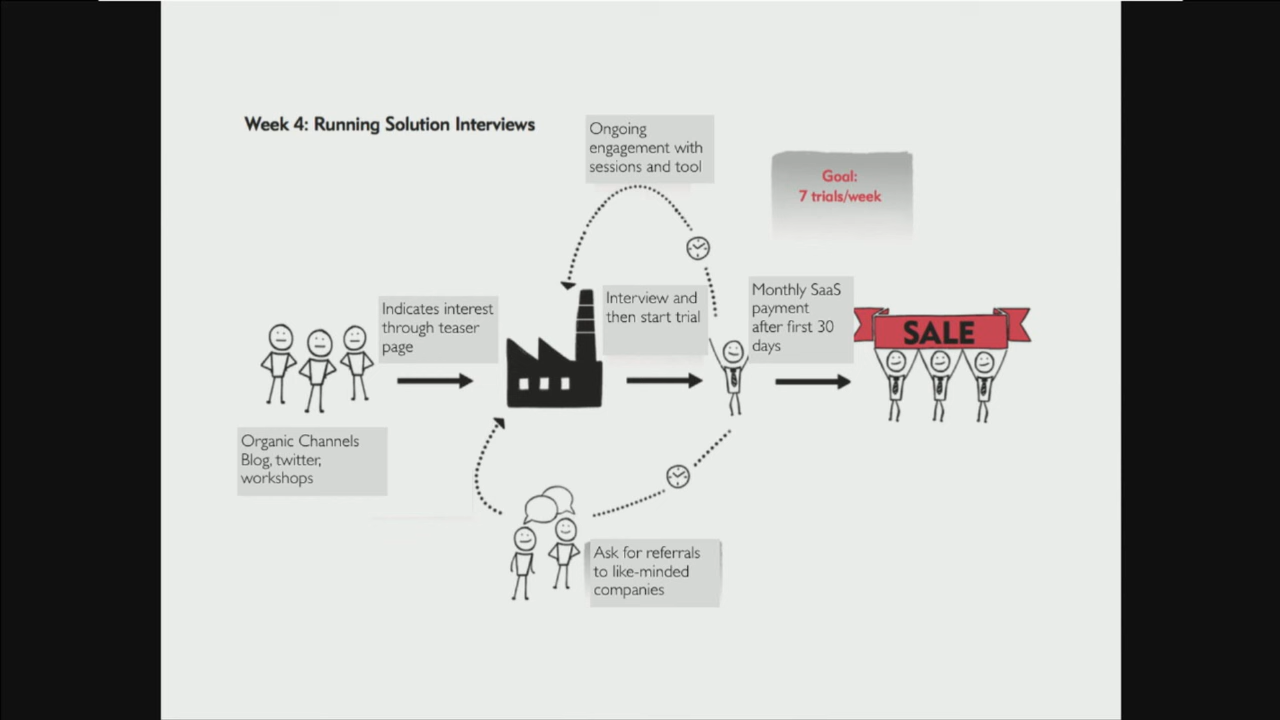 Week 4: Running Solution Interviews
Ongoing
engagement with
sessions and tool
Goal:
7 trials/week
Indicates interest
through teaser
page
Interview and
then start trial
Monthly SaaS
payment
after first 30
days
SALE
Organic Channels
Blog, twitter,
workshops
Ask for referrals
to like-minded
companies